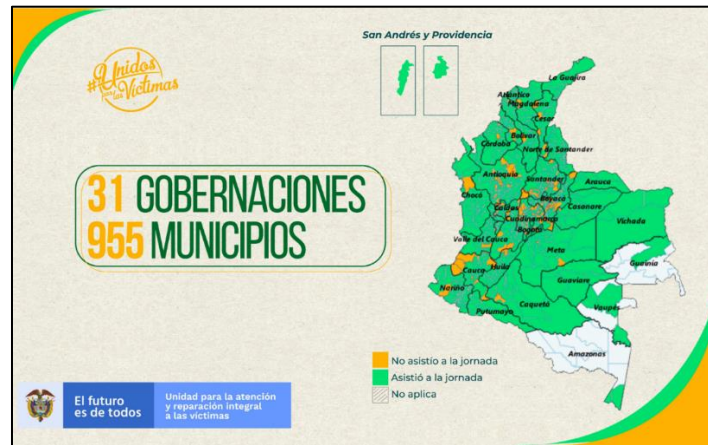 #Unidos
por
las Víctimas
San Andrés y Providencia
31 GOBERNACIONES
955 MUNICIPIOS
La Guajira
Atlántico
Magdalena
Cesar
Bolívar
Córdoba
Norte de Santander
Antioquia
Santander
Arauca
Chocó
Boyacá
Casanare
Caldas
Cundinamarca
Vichada
Bogotá
Valle del Cauca
Meta
Guainía
Cauca
Huila
Guaviare
Nariño
Vaupés
Caquetá
Putumayo
Amazonas
No asistío a la jornada
Asistió a la jornada
No aplica
El futuro
es de todos
Unidad para la atención
y reparación integral
a las víctimas